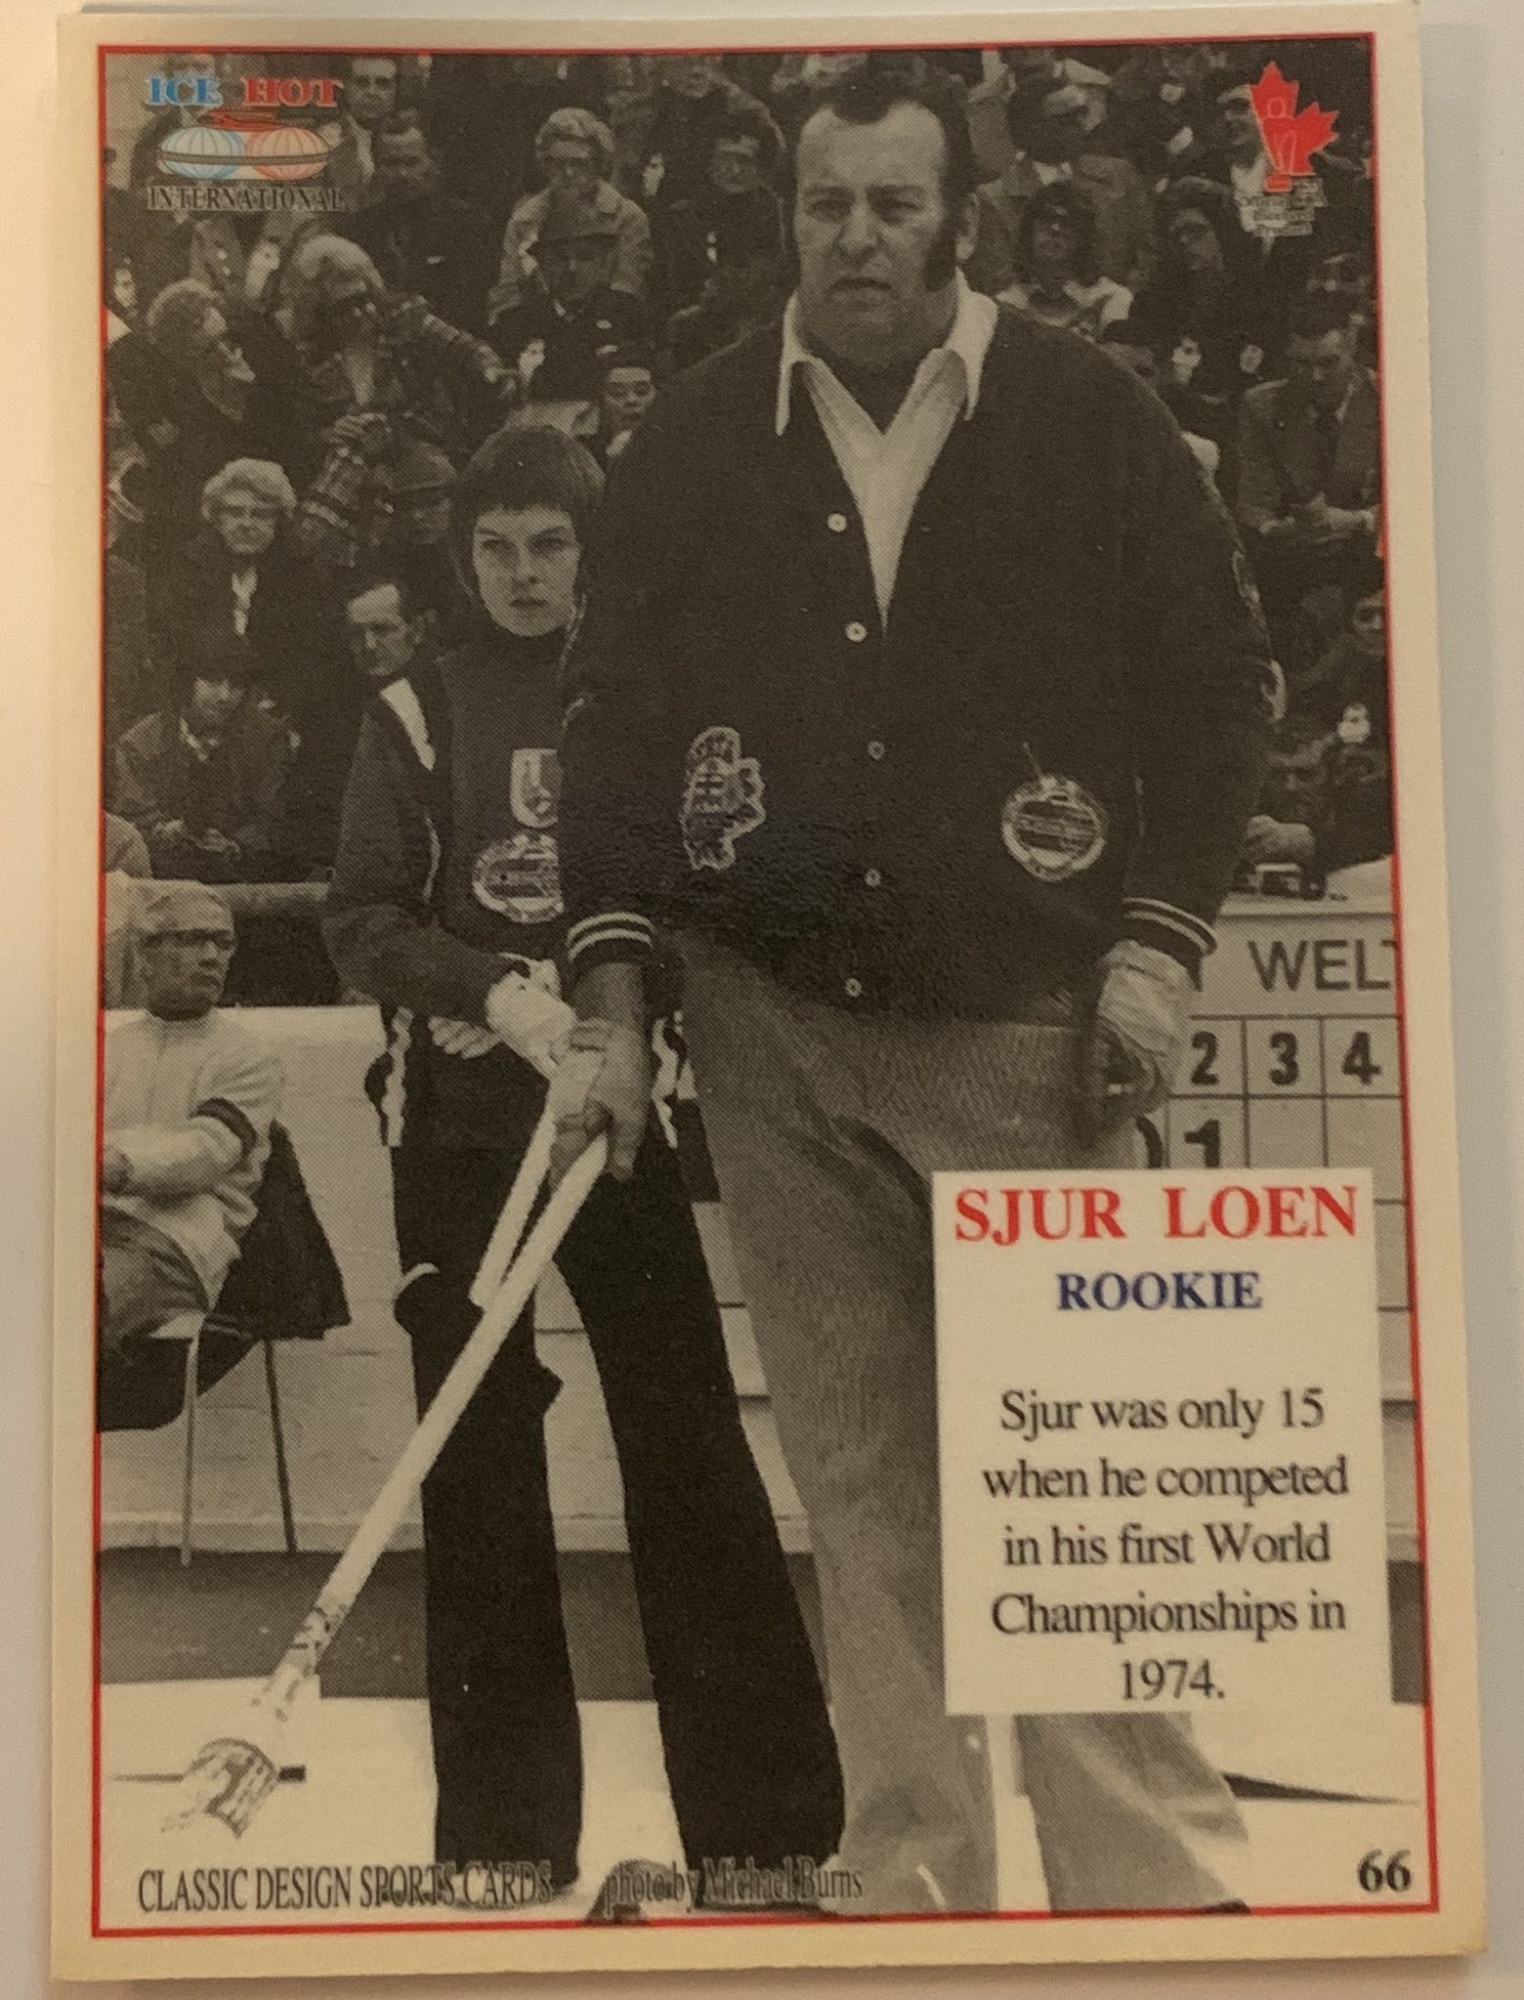 ICE HOT
INTERNATIONAL
WELT
2 3 4
1
SJUR LOEN
ROOKIE
Sjur was only 15
when he competed
in his first World
Championships in
1974.
CLASSIC DESIGN SPORTS CARDS photo by Michael Burns
66